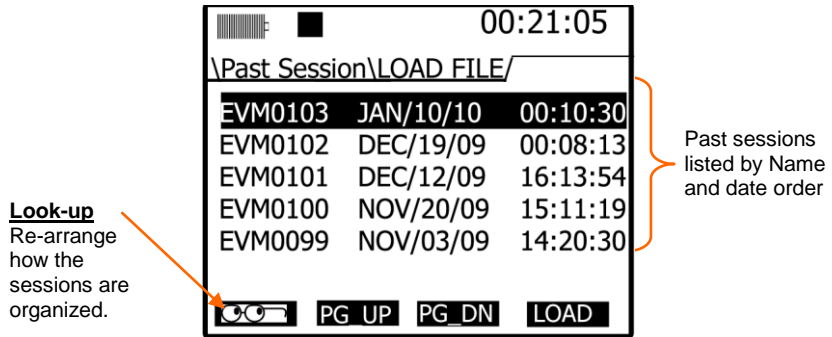 00:21:05
\Past Session\LOAD FILE/
EVM0103 JAN/10/10 00:10:30
EVM0102 DEC/19/09 00:08:13
EVM0101 DEC/12/09 16:13:54
EVM0100 NOV/20/09 15:11:19
EVM0099 NOV/03/09 14:20:30
PG_UP PG_DN LOAD
Past sessions
listed by Name
and date order
Look-up
Re-arrange
how the
sessions are
organized.